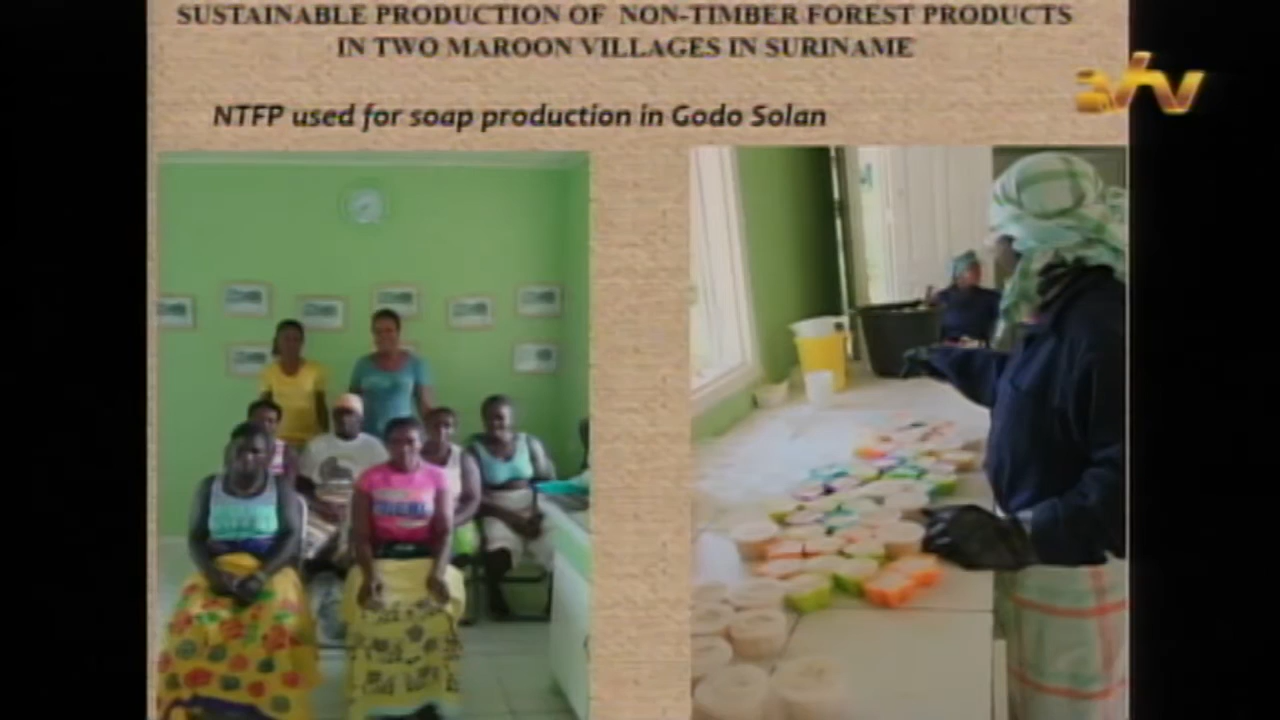 SUSTAINABLE PRODUCTION OF NON-TIMBER FOREST PRODUCTS
IN TWO MAROON VILLAGES IN SURINAME
NTFP used for soap production in Godo Solan